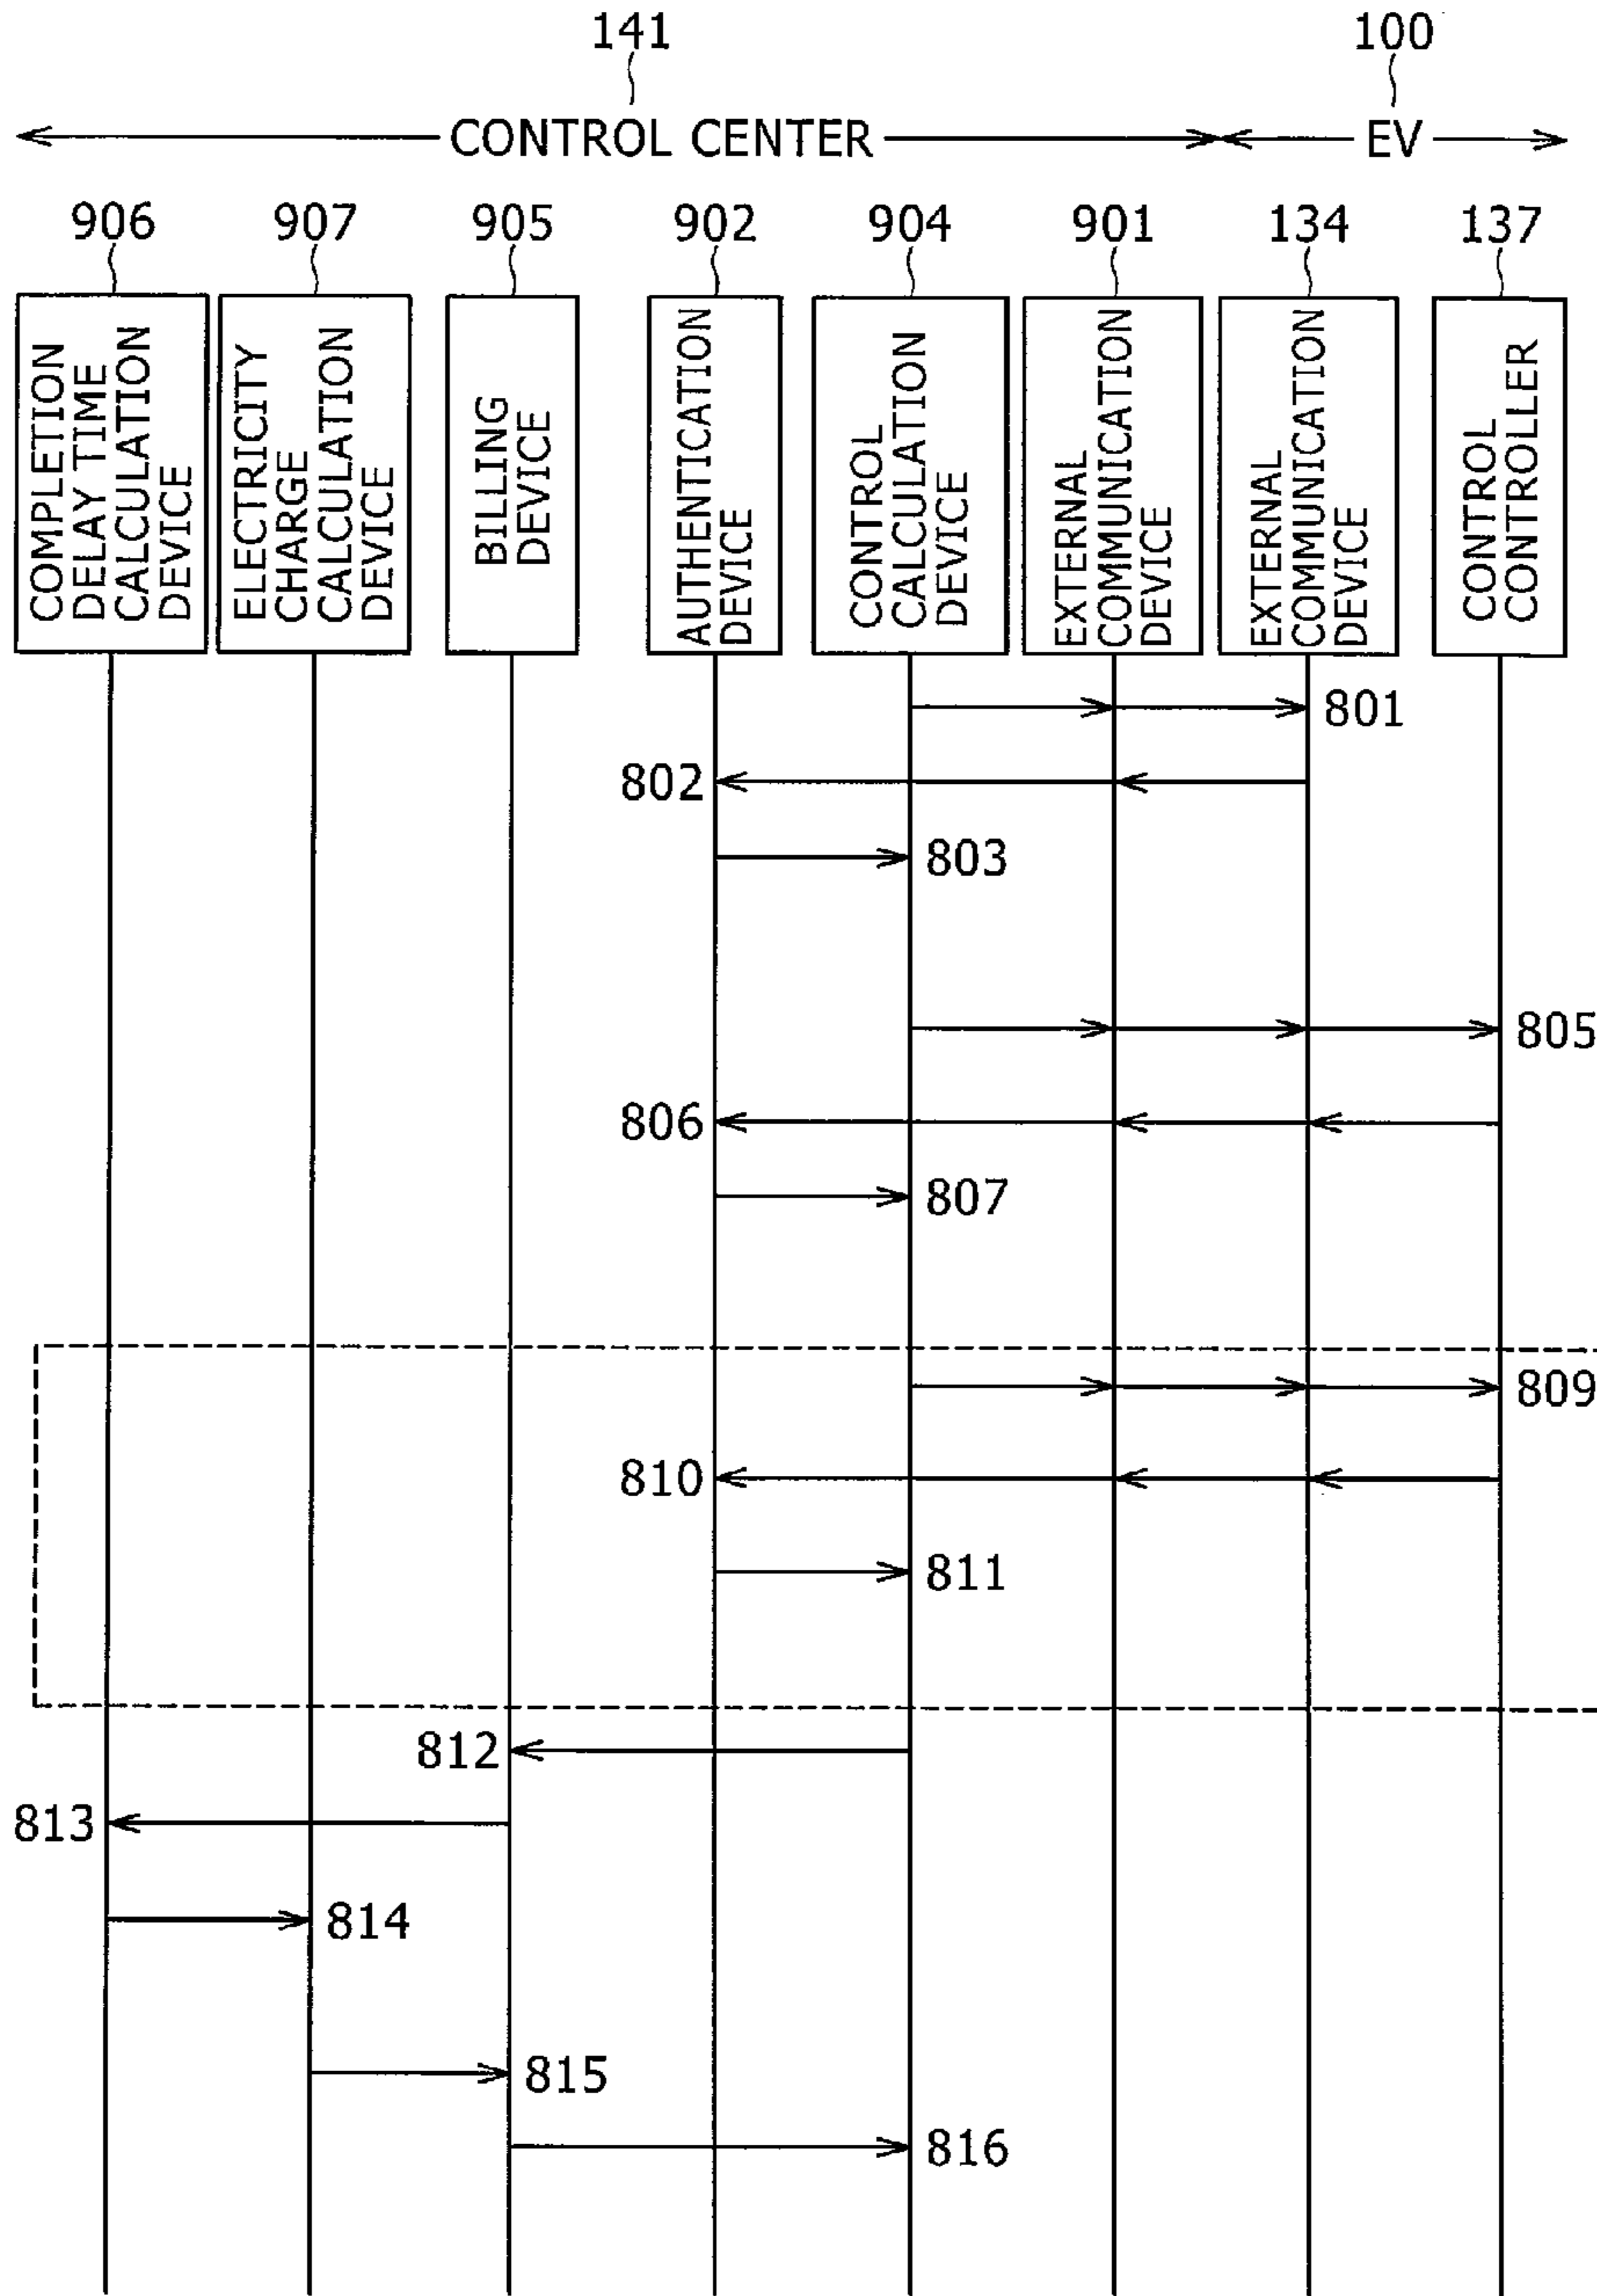 141
100
CONTROL CENTER
EV
906
907
905
902
904
901
134
137
COMPLETION
DELAY TIME
CALCULATION
DEVICE
ELECTRICITY
CHARGE
CALCULATION
DEVICE
BILLING
DEVICE
AUTHENTICATION
DEVICE
CONTROL
CALCULATION
DEVICE
EXTERNAL
COMMUNICATION
DEVICE
EXTERNAL
COMMUNICATION
DEVICE
CONTROL
CONTROLLER
801
802
803
805
806
807
809
810
811
812
813
814
815
816